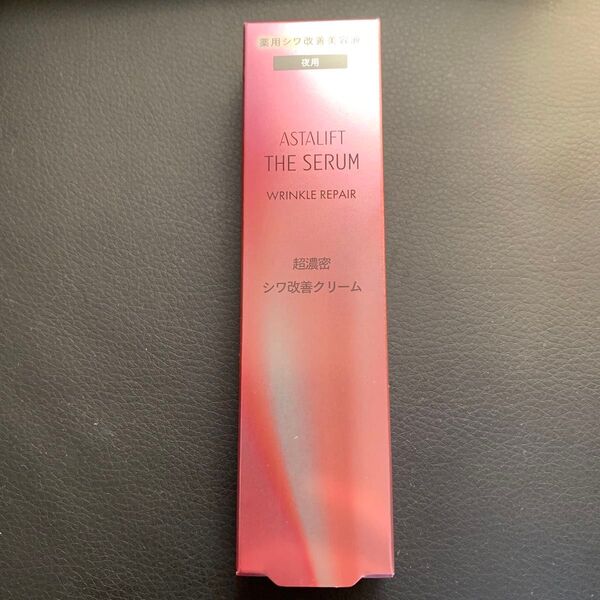 薬用シワ改善美容液
夜用
ASTALIFT
THE SERUM
WRINKLE REPAIR
超濃密
シワ改善クリーム